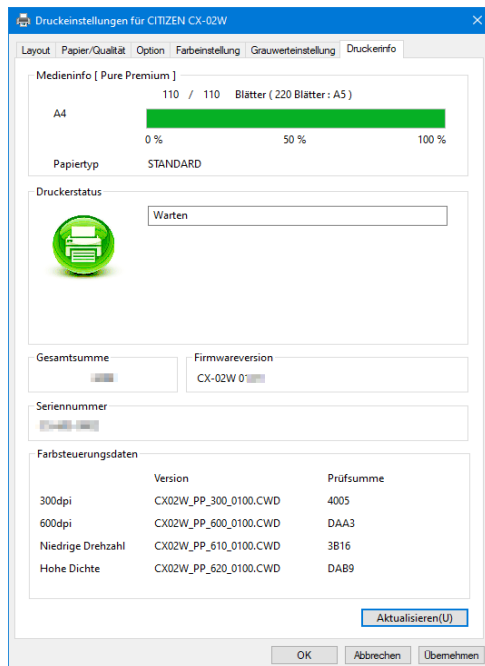 Druckeinstellungen für CITIZEN CX-02W
Layout Papier/Qualität Option Farbeinstellung Grauwerteinstellung Druckerinfo
Medieninfo [ Pure Premium ]
110 / 110 Blätter ( 220 Blätter : A5 )
A4
0 % 50 % 100 %
Papiertyp STANDARD
Druckerstatus
Warten
Gesamtsumme Firmwareversion
CX-02W
Seriennummer
Farbsteuerungsdaten
Version Prüfsumme
300dpi CX02W_PP_300_0100.CWD 4005
600dpi CX02W_PP_600_0100.CWD DAA3
Niedrige Drehzahl CX02W_PP_610_0100.CWD 3B16
Hohe Dichte CX02W_PP_620_0100.CWD DAB9
Aktualisieren(U)
OK Abbrechen Übernehmen